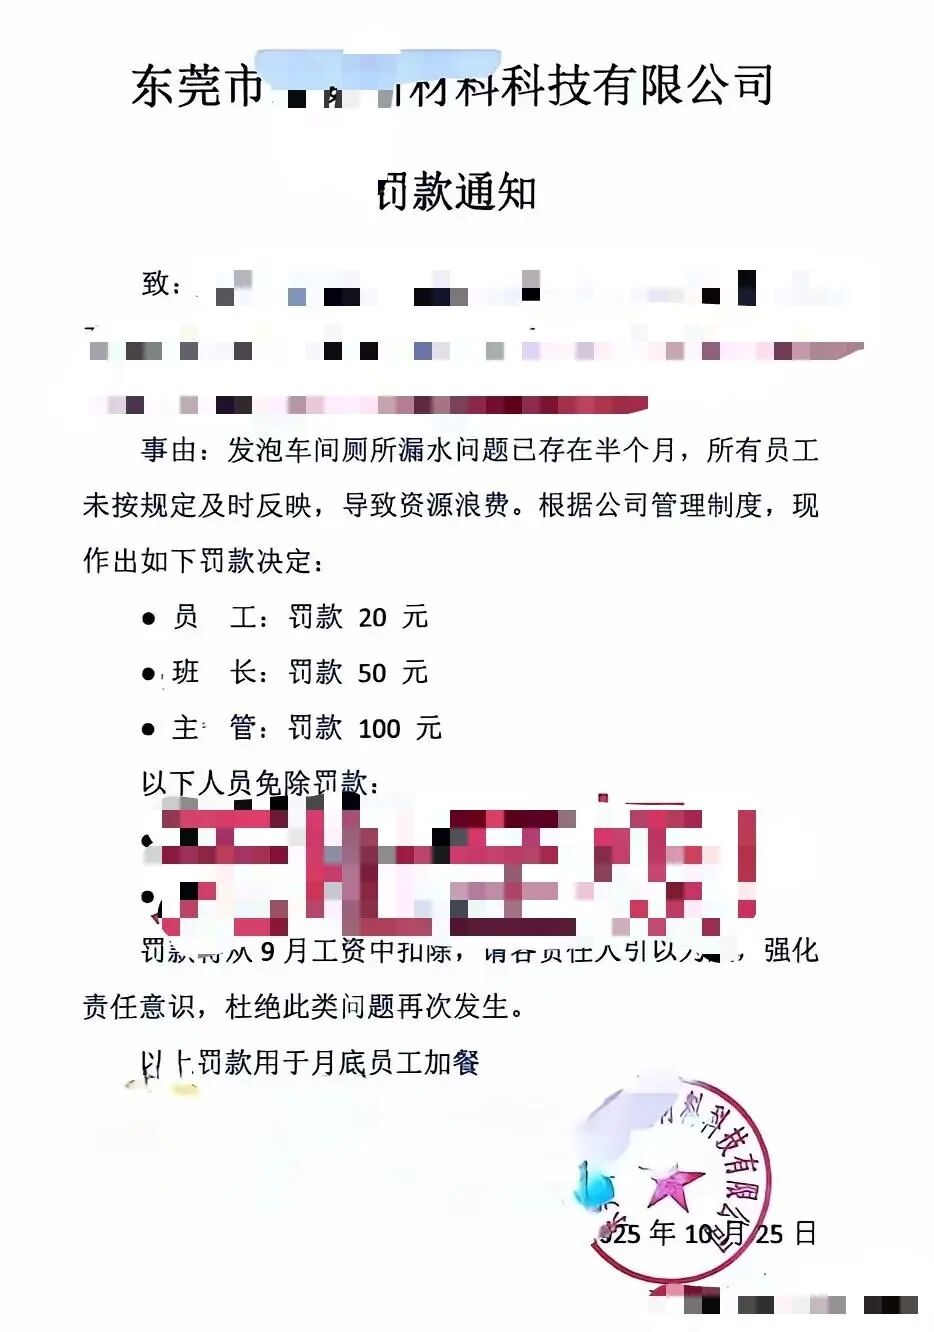 东莞市 材料科技有限公司
罚款通知
致：
事由：发泡车间厕所漏水问题已存在半个月，所有员工
未按规定及时反映，导致资源浪费。根据公司管理制度，现
作出如下罚款决定：
● 员 工：罚款 20 元
● 班 长：罚款 50 元
● 主 管：罚款 100 元
以下人员免除罚款：
罚款将从 9 月工资中扣除，请各责任人引以为 ，强化
责任意识，杜绝此类问题再次发生。
以上罚款用于月底员工加餐
材料科技有限公司
025 年 10 月 25 日